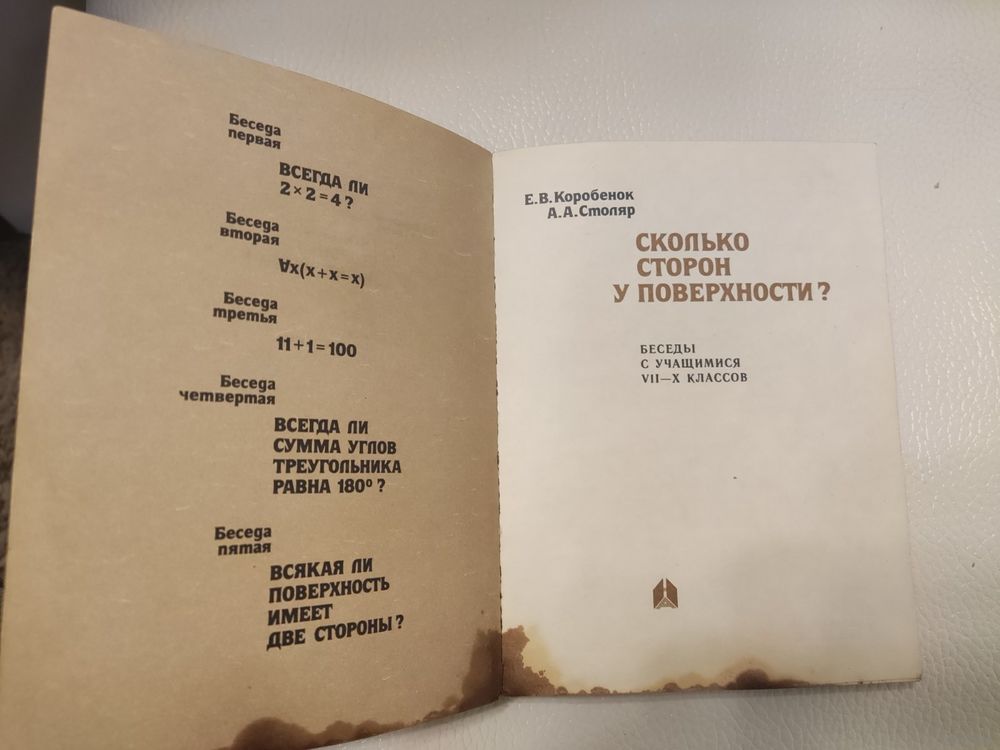 Беседа
первая
ВСЕГДА ЛИ
2×2=4?
Беседа
вторая
∀x(x+x=x)
Беседа
третья
11+1=100
Беседа
четвертая
ВСЕГДА ЛИ
СУММА УГЛОВ
ТРЕУГОЛЬНИКА
РАВНА 180°?
Беседа
пятая
ВСЯКАЯ ЛИ
ПОВЕРХНОСТЬ
ИМЕЕТ
ДВЕ СТОРОНЫ?
Е.В.Коробенок
А.А.Столяр
СКОЛЬКО
СТОРОН
У ПОВЕРХНОСТИ?
БЕСЕДЫ
С УЧАЩИМИСЯ
VII—X КЛАССОВ